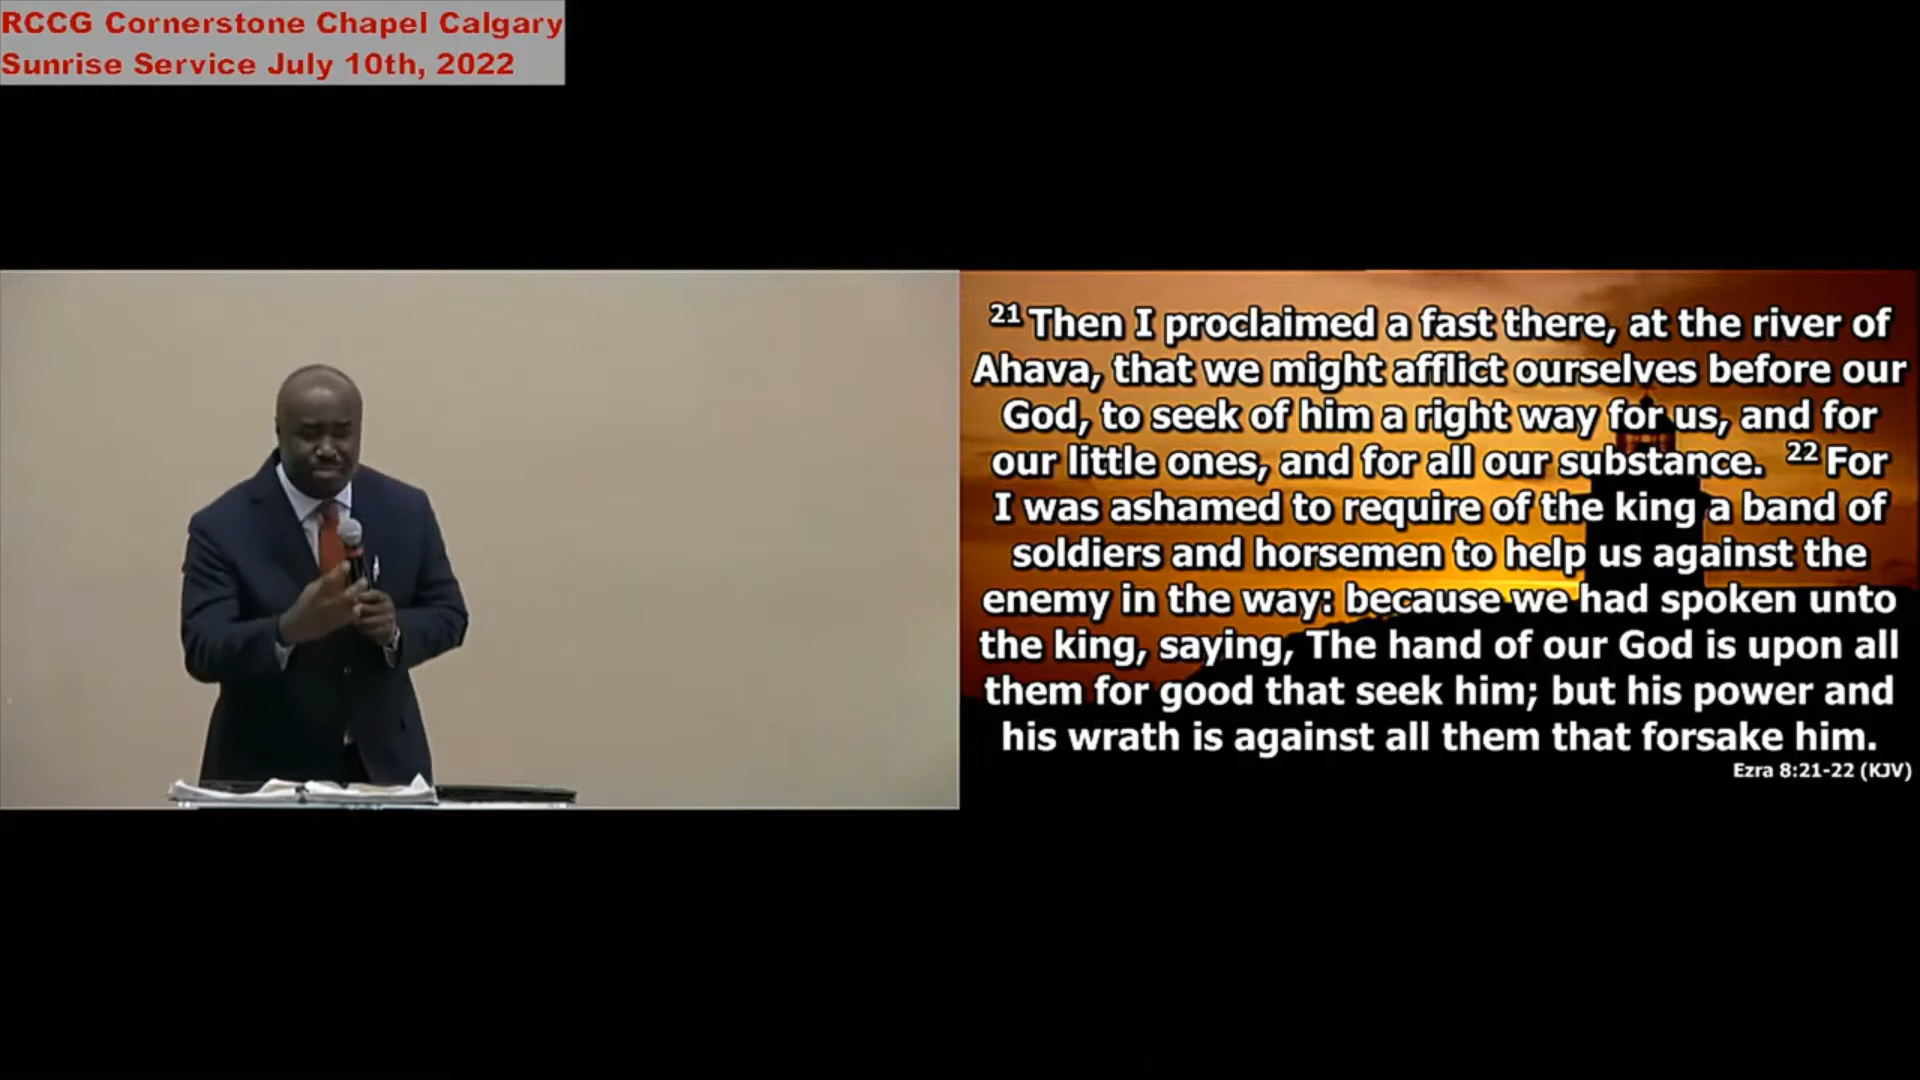 RCCG Cornerstone Chapel Calgary
Sunrise Service July 10th, 2022
21 Then I proclaimed a fast there, at the river of
Ahava, that we might afflict ourselves before our
God, to seek of him a right way for us, and for
our little ones, and for all our substance. 22 For
I was ashamed to require of the king a band of
soldiers and horsemen to help us against the
enemy in the way: because we had spoken unto
the king, saying, The hand of our God is upon all
them for good that seek him; but his power and
his wrath is against all them that forsake him.
Ezra 8:21-22 (KJV)